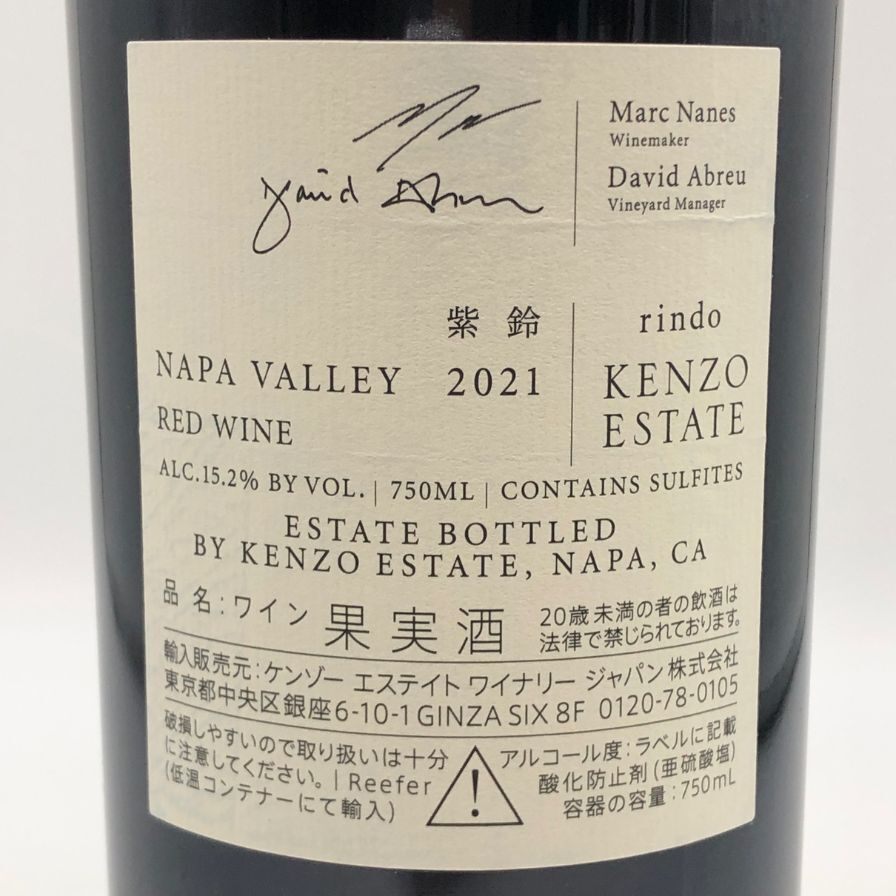 David Abreu
Marc Nanes
Winemaker
David Abreu
Vineyard Manager
紫鈴
rindo
NAPA VALLEY 2021
KENZO
RED WINE
ESTATE
ALC.15.2% BY VOL. | 750ML | CONTAINS SULFITES
ESTATE BOTTLED
BY KENZO ESTATE, NAPA, CA
品名:ワイン 果実酒
20歳未満の者の飲酒は
法律で禁じられております。
輸入販売元:ケンゾー エステイト ワイナリー ジャパン株式会社
東京都中央区銀座6-10-1 GINZA SIX 8F 0120-78-0105
破損しやすいので取り扱いは十分
に注意してください。| Reefer
(低温コンテナーにて輸入)
!
アルコール度:ラベルに記載
酸化防止剤(亜硫酸塩)
容器の容量:750mL